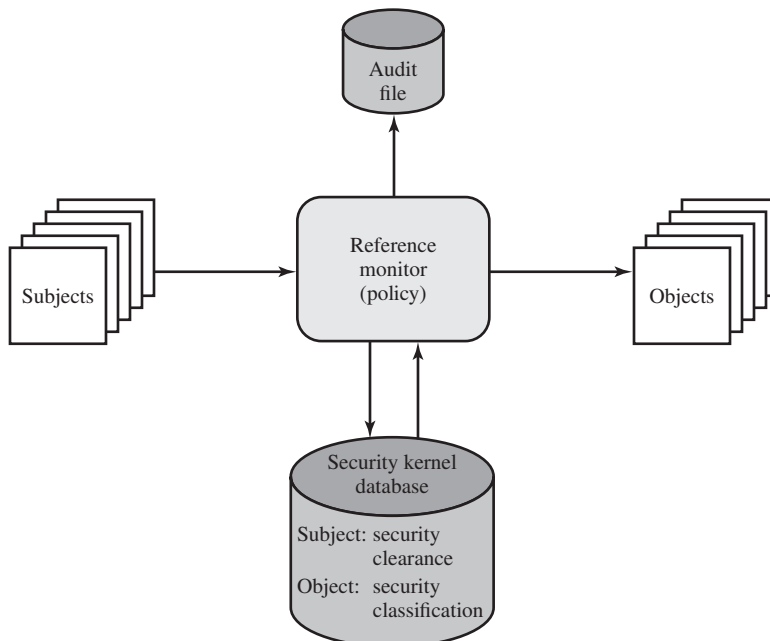 Audit
file
Reference
monitor
(policy)
Subjects
Objects
Security kernel
database
Subject: security
clearance
Object: security
classification